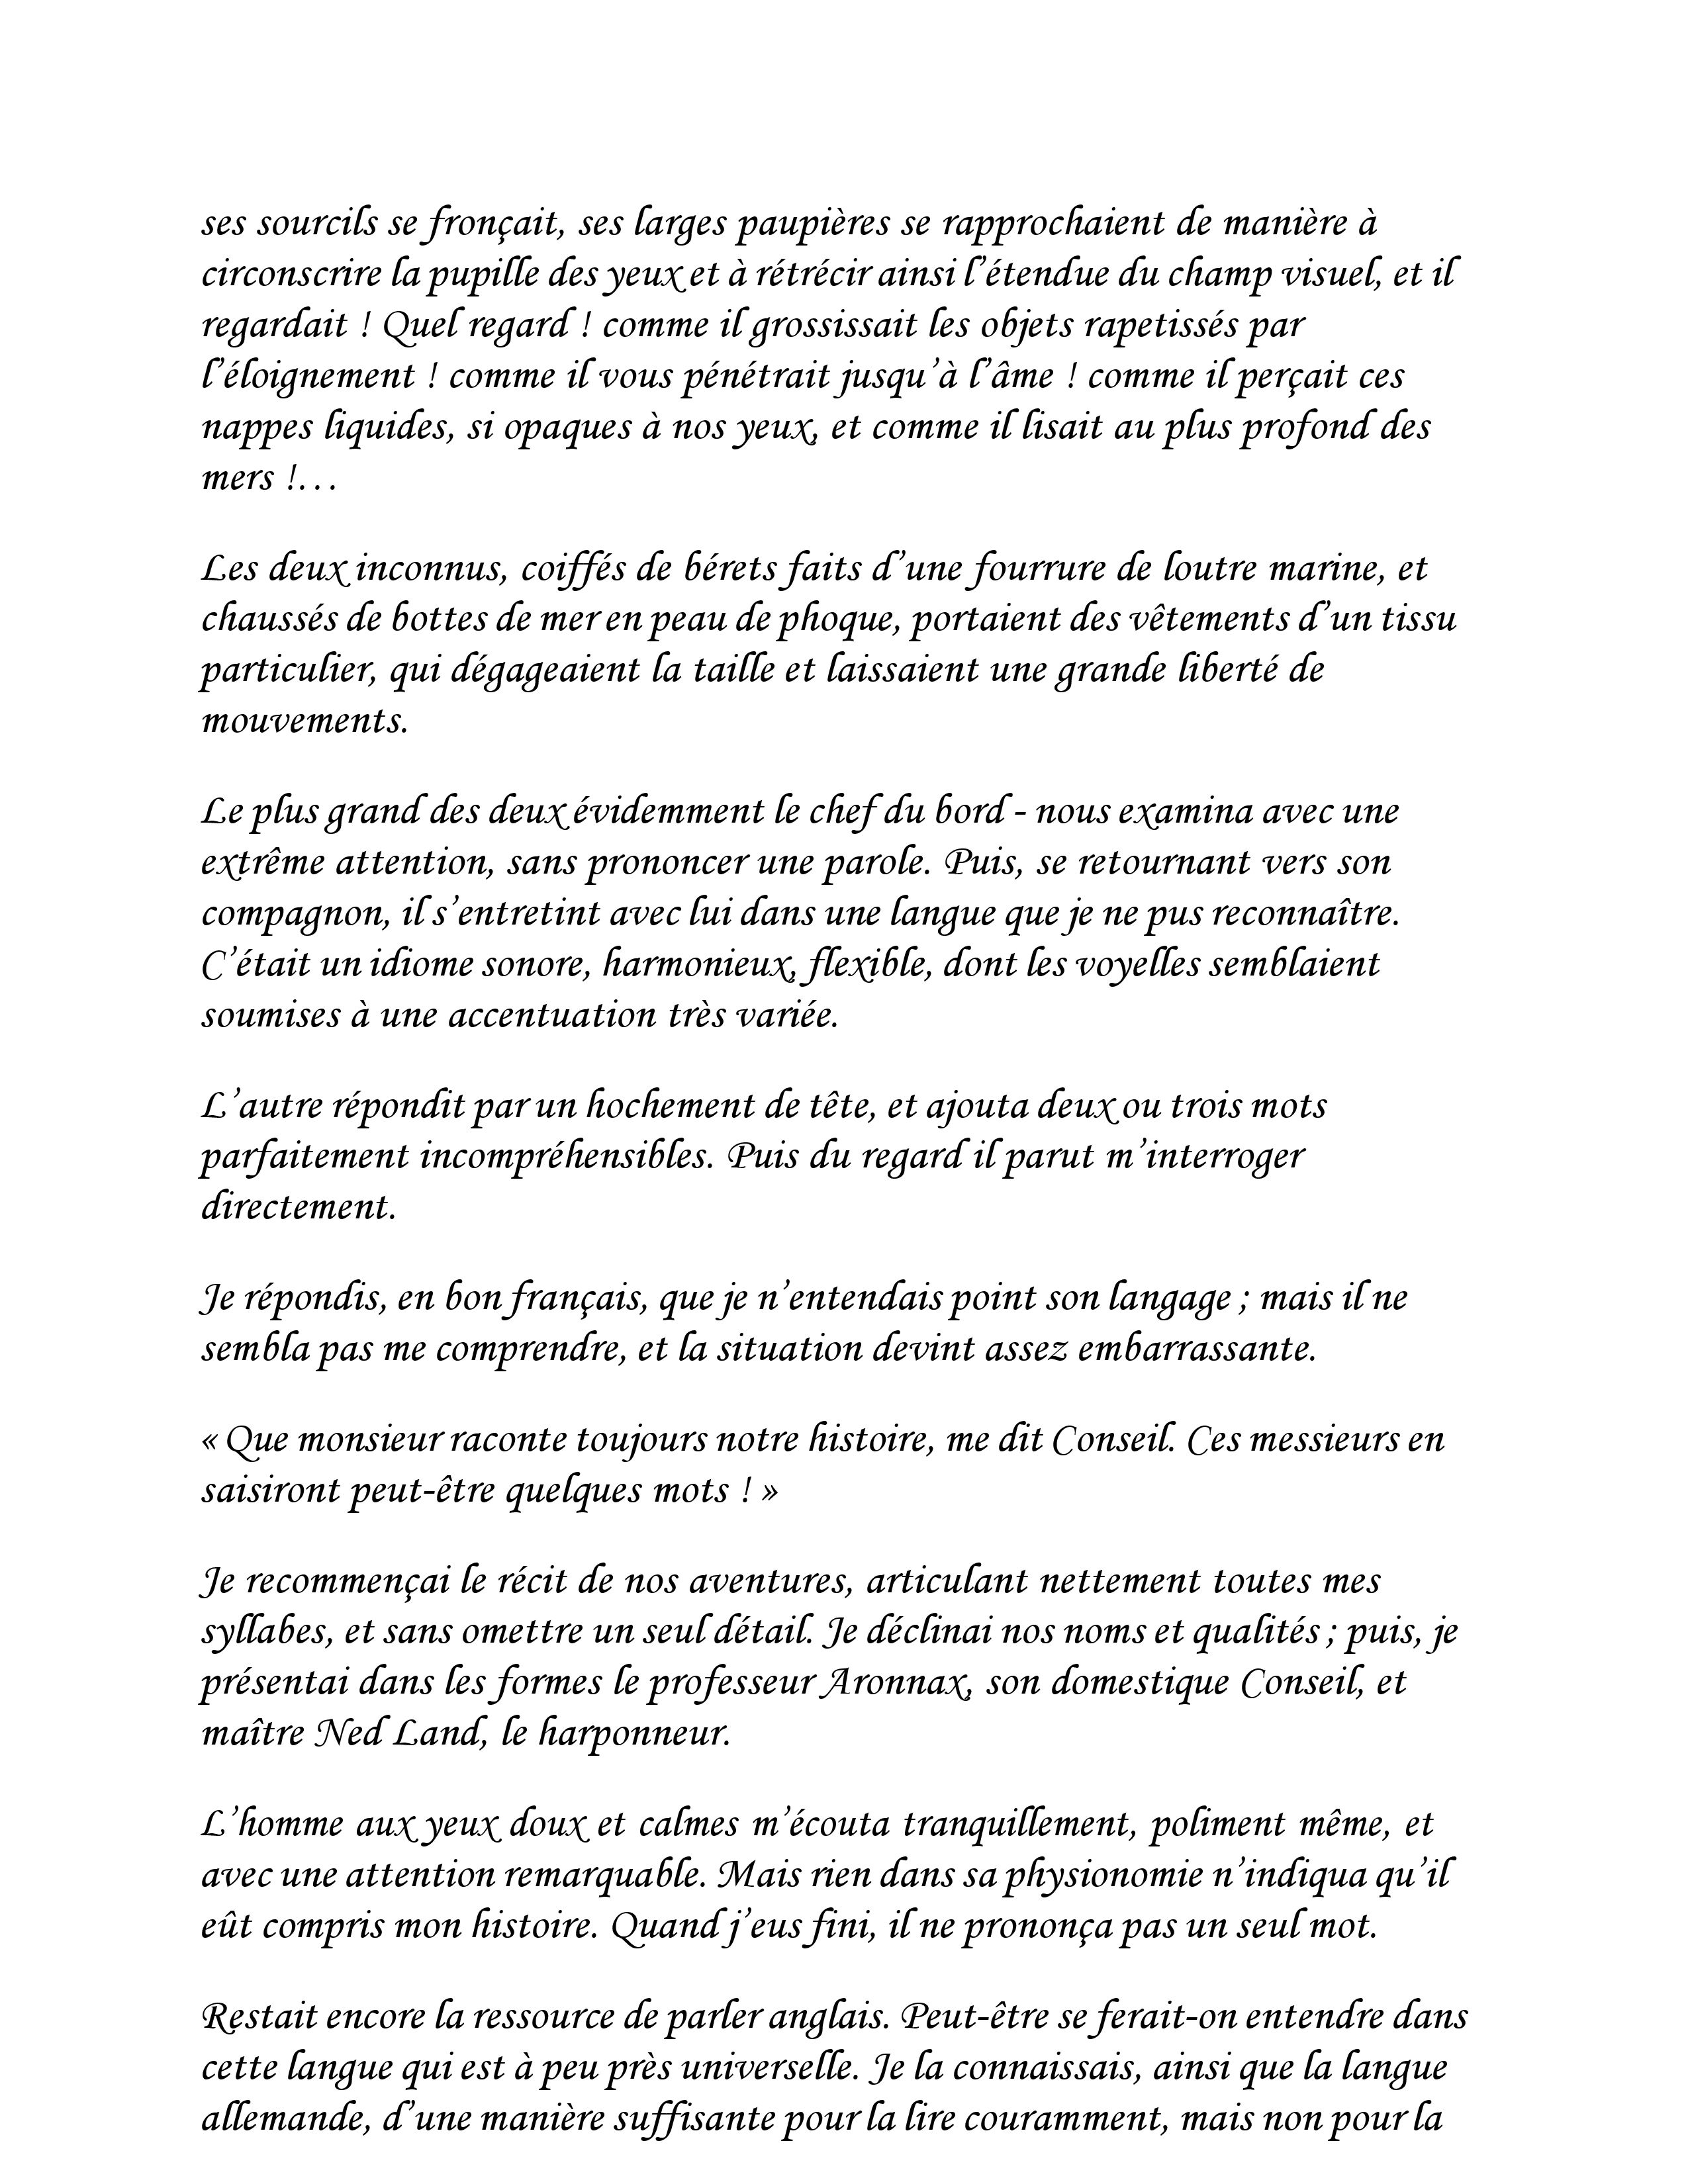 ses sourcils se fronçait, ses larges paupières se rapprochaient de manière à
circonscrire la pupille des yeux et à rétrécir ainsi l’étendue du champ visuel, et il
regardait ! Quel regard ! comme il grossissait les objets rapetissés par
l’éloignement ! comme il vous pénétrait jusqu’à l’âme ! comme il perçait ces
nappes liquides, si opaques à nos yeux, et comme il lisait au plus profond des
mers !…
Les deux inconnus, coiffés de bérets faits d’une fourrure de loutre marine, et
chaussés de bottes de mer en peau de phoque, portaient des vêtements d’un tissu
particulier, qui dégageaient la taille et laissaient une grande liberté de
mouvements.
Le plus grand des deux évidemment le chef du bord - nous examina avec une
extrême attention, sans prononcer une parole. Puis, se retournant vers son
compagnon, il s’entretint avec lui dans une langue que je ne pus reconnaître.
C’était un idiome sonore, harmonieux, flexible, dont les voyelles semblaient
soumises à une accentuation très variée.
L’autre répondit par un hochement de tête, et ajouta deux ou trois mots
parfaitement incompréhensibles. Puis du regard il parut m’interroger
directement.
Je répondis, en bon français, que je n’entendais point son langage ; mais il ne
sembla pas me comprendre, et la situation devint assez embarrassante.
« Que monsieur raconte toujours notre histoire, me dit Conseil. Ces messieurs en
saisiront peut-être quelques mots ! »
Je recommençai le récit de nos aventures, articulant nettement toutes mes
syllabes, et sans omettre un seul détail. Je déclinai nos noms et qualités ; puis, je
présentai dans les formes le professeur Aronnax, son domestique Conseil, et
maître Ned Land, le harponneur.
L’homme aux yeux doux et calmes m’écouta tranquillement, poliment même, et
avec une attention remarquable. Mais rien dans sa physionomie n’indiqua qu’il
eût compris mon histoire. Quand j’eus fini, il ne prononça pas un seul mot.
Restait encore la ressource de parler anglais. Peut-être se ferait-on entendre dans
cette langue qui est à peu près universelle. Je la connaissais, ainsi que la langue
allemande, d’une manière suffisante pour la lire couramment, mais non pour la